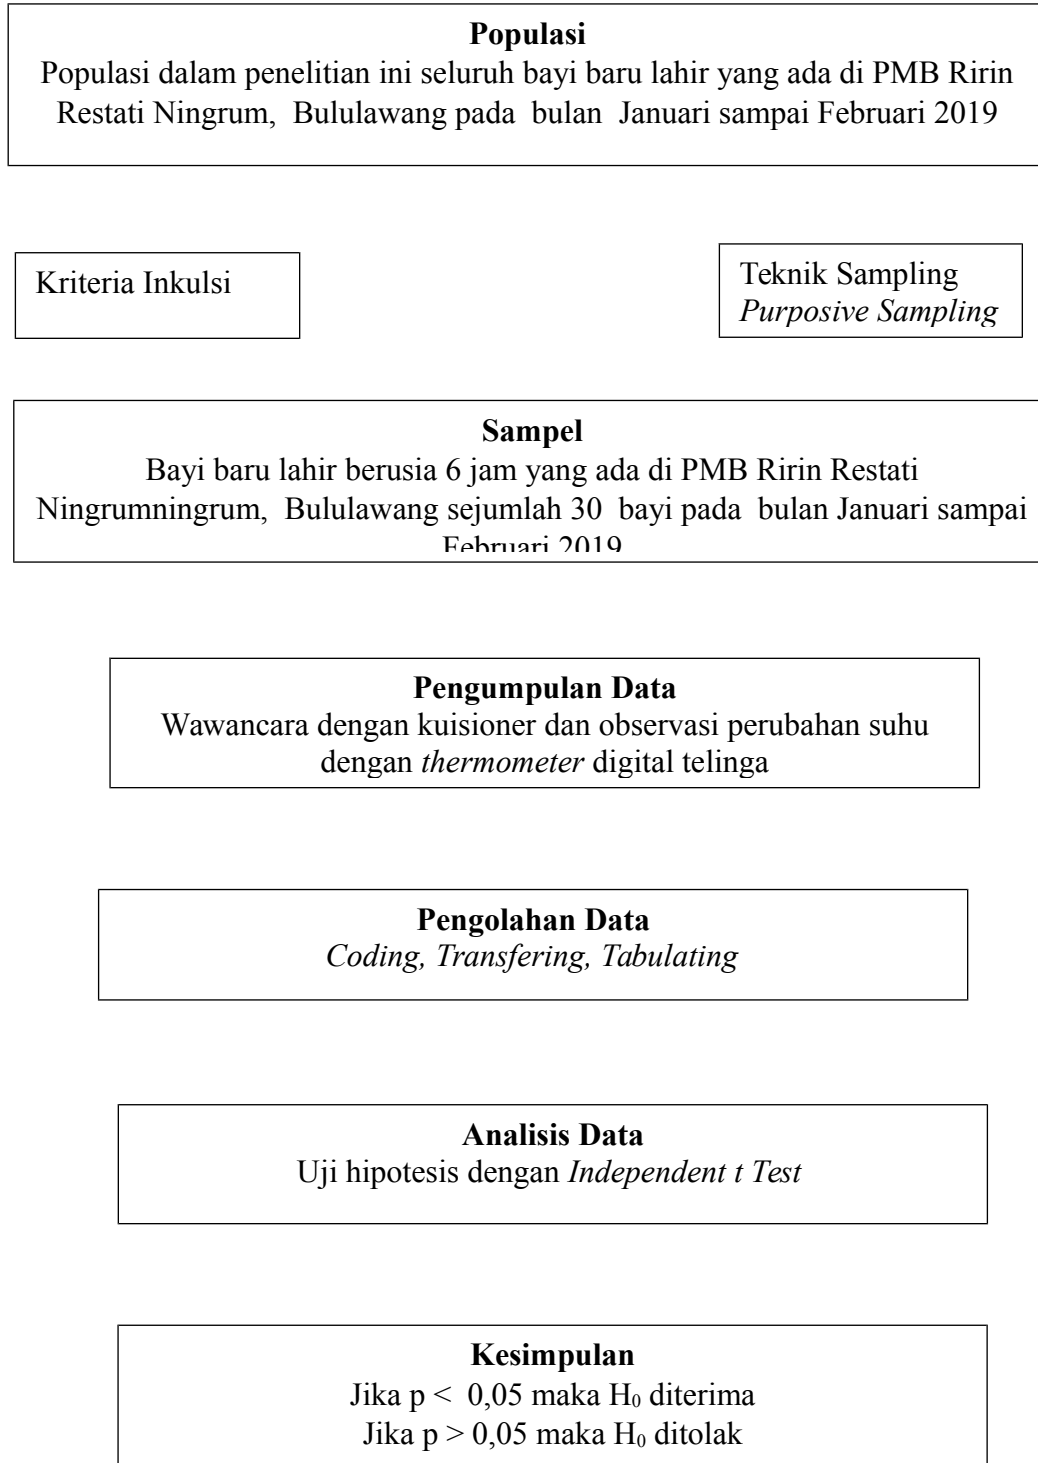 Populasi
Populasi dalam penelitian ini seluruh bayi baru lahir yang ada di PMB Ririn
Restati Ningrum, Bululawang pada bulan Januari sampai Februari 2019
Kriteria Inkulsi
Teknik Sampling
Purposive Sampling
Sampel
Bayi baru lahir berusia 6 jam yang ada di PMB Ririn Restati
Ningrumningrum, Bululawang sejumlah 30 bayi pada bulan Januari sampai
Februari 2019
Pengumpulan Data
Wawancara dengan kuisioner dan observasi perubahan suhu
dengan thermometer digital telinga
Pengolahan Data
Coding, Transfering, Tabulating
Analisis Data
Uji hipotesis dengan Independent t Test
Kesimpulan
Jika p < 0,05 maka H₀ diterima
Jika p > 0,05 maka H₀ ditolak